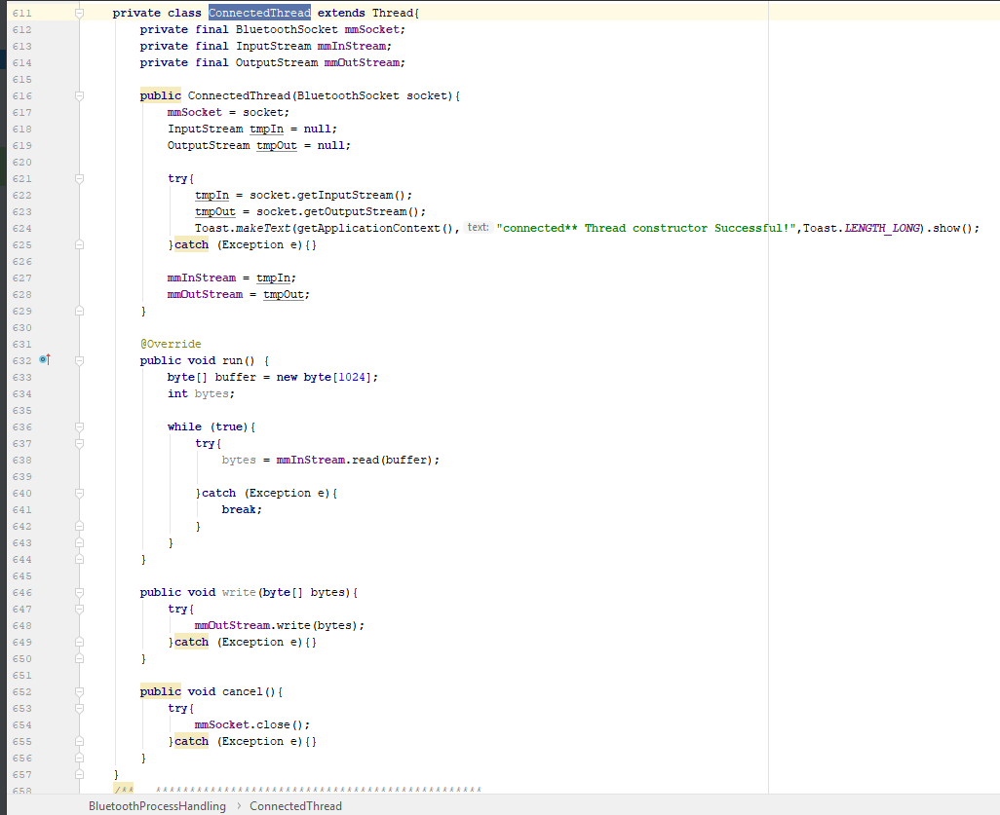 611 private class ConnectedThread extends Thread{
612 private final BluetoothSocket mmSocket;
613 private final InputStream mmInStream;
614 private final OutputStream mmOutStream;
615
616 public ConnectedThread(BluetoothSocket socket){
617 mmSocket = socket;
618 InputStream tmpIn = null;
619 OutputStream tmpOut = null;
620
621 try{
622 tmpIn = socket.getInputStream();
623 tmpOut = socket.getOutputStream();
624 Toast.makeText(getApplicationContext(), text: "connected** Thread constructor Successful!",Toast.LENGTH_LONG).show();
625 }catch (Exception e){}
626
627 mmInStream = tmpIn;
628 mmOutStream = tmpOut;
629 }
630
631 @Override
632 public void run() {
633 byte[] buffer = new byte[1024];
634 int bytes;
635
636 while (true){
637 try{
638 bytes = mmInStream.read(buffer);
639
640 }catch (Exception e){
641 break;
642 }
643 }
644 }
645
646 public void write(byte[] bytes){
647 try{
648 mmOutStream.write(bytes);
649 }catch (Exception e){}
650 }
651
652 public void cancel(){
653 try{
654 mmSocket.close();
655 }catch (Exception e){}
656 }
657 }
658 /** ************************************************
BluetoothProcessHandling › ConnectedThread